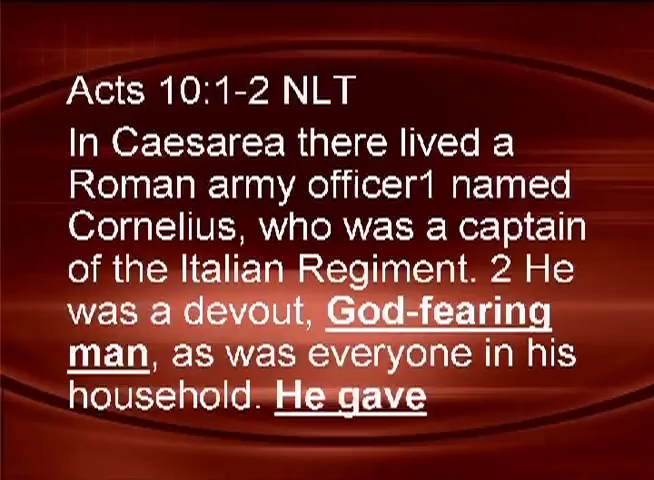 Acts 10:1-2 NLT
In Caesarea there lived a
Roman army officer1 named
Cornelius, who was a captain
of the Italian Regiment. 2 He
was a devout, God-fearing
man, as was everyone in his
household. He gave